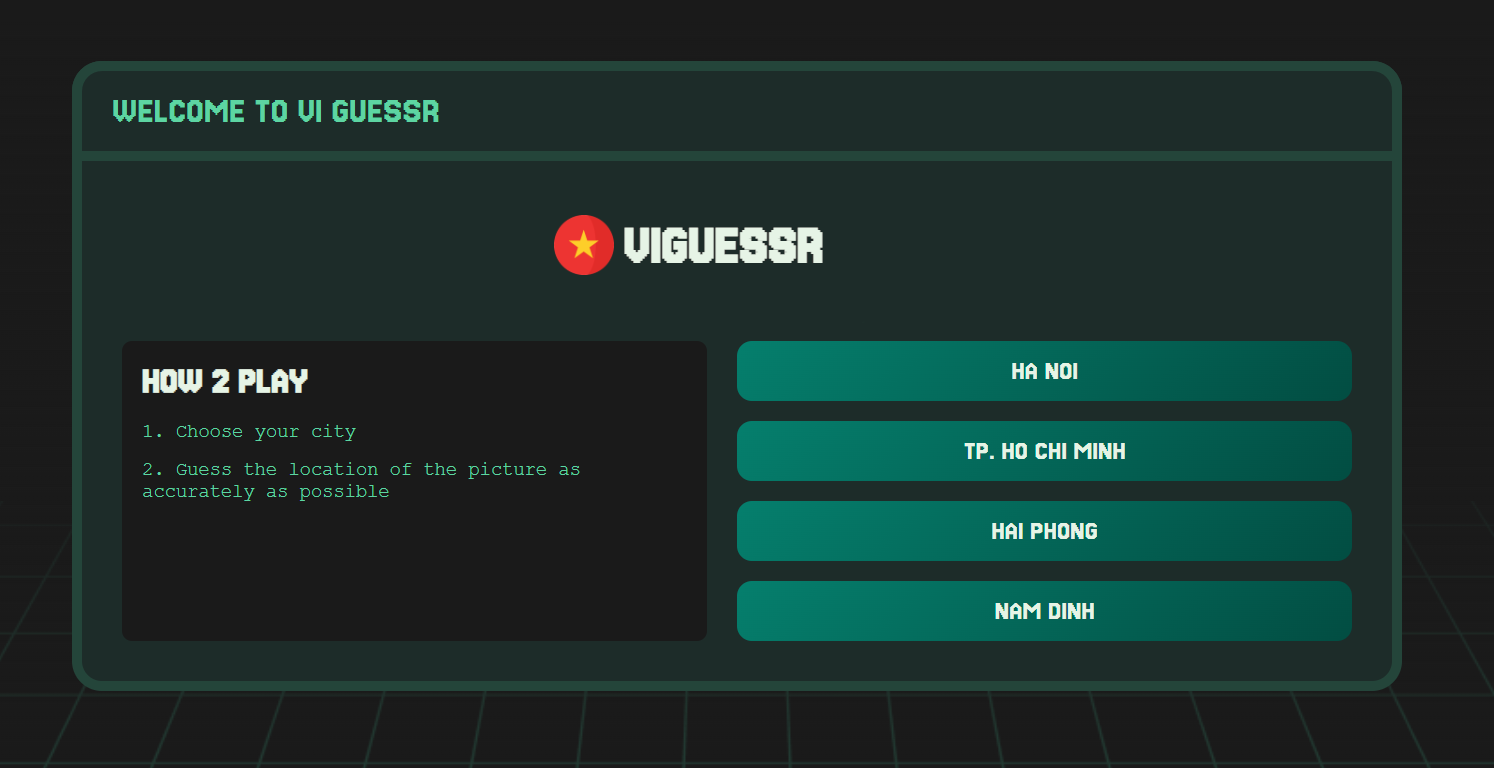 WELCOME TO VI GUESSR
VIGUESSR
HOW 2 PLAY
1. Choose your city
2. Guess the location of the picture as
accurately as possible
HA NOI
TP. HO CHI MINH
HAI PHONG
NAM DINH